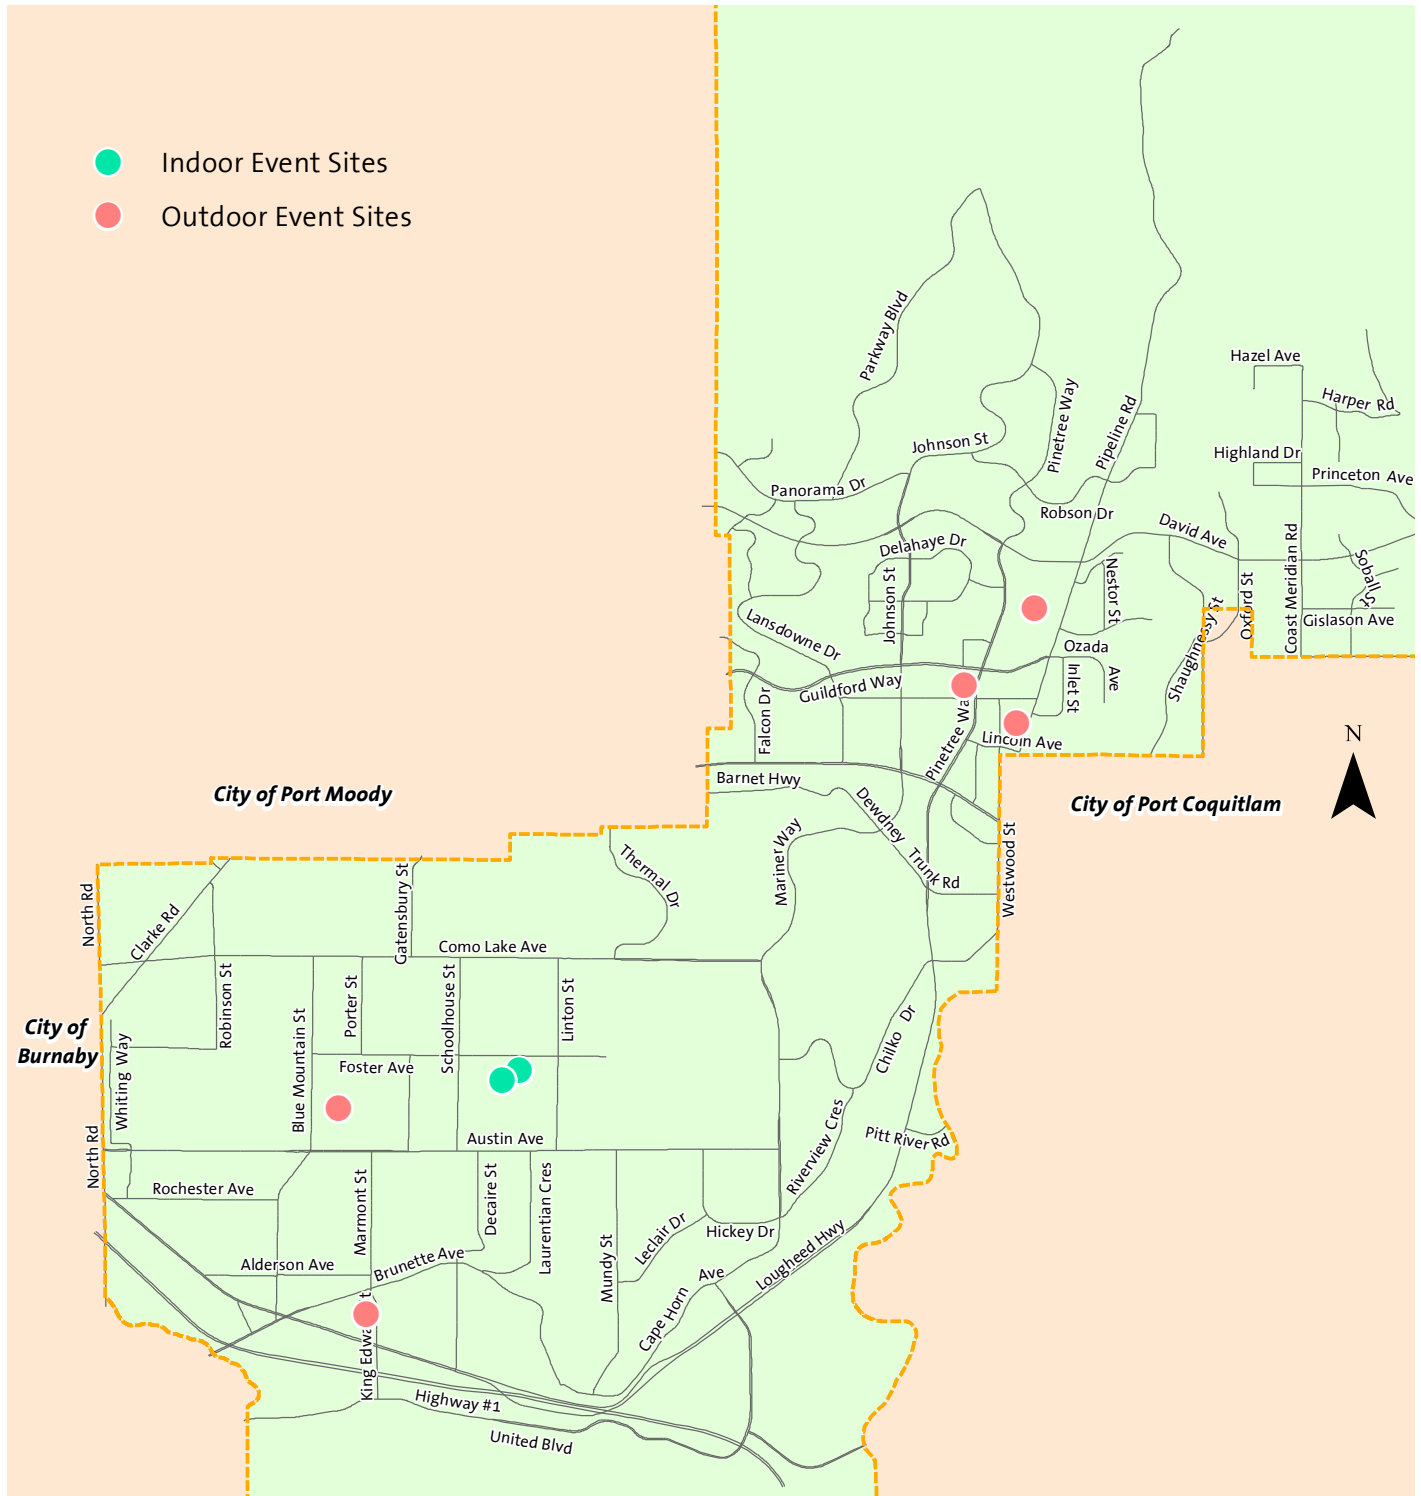 Indoor Event Sites
Outdoor Event Sites
Parkway Blvd
Hazel Ave
Harper Rd
Pinetree Way
Pipeline Rd
Johnson St
Highland Dr
Princeton Ave
Panorama Dr
Robson Dr
David Ave
Delahaye Dr
Johnson St
Nestor St
Coast Meridian Rd
Soball St
Oxford St
Shaughnessy St
Gislason Ave
Lansdowne Dr
Ozada
Ave
Inlet St
Guildford Way
Falcon Dr
Pinetree Wa
Lincoln Ave
N
Barnet Hwy
City of Port Moody
City of Port Coquitlam
Dewdney
Trunk Rd
Mariner Way
Thermal Dr
Westwood St
North Rd
Clarke Rd
Gatensbury St
Como Lake Ave
Robinson St
Porter St
Schoolhouse St
Linton St
Blue Mountain St
City of
Burnaby
Whiting Way
Foster Ave
Chilko Dr
Riverview Cres
Pitt River Rd
Austin Ave
North Rd
Rochester Ave
Marmont St
Decaire St
Laurentian Cres
Mundy St
Leclair Dr
Hickey Dr
Lougheed Hwy
Alderson Ave
Brunette Ave
Cape Horn
Ave
King Edwa t
Highway #1
United Blvd